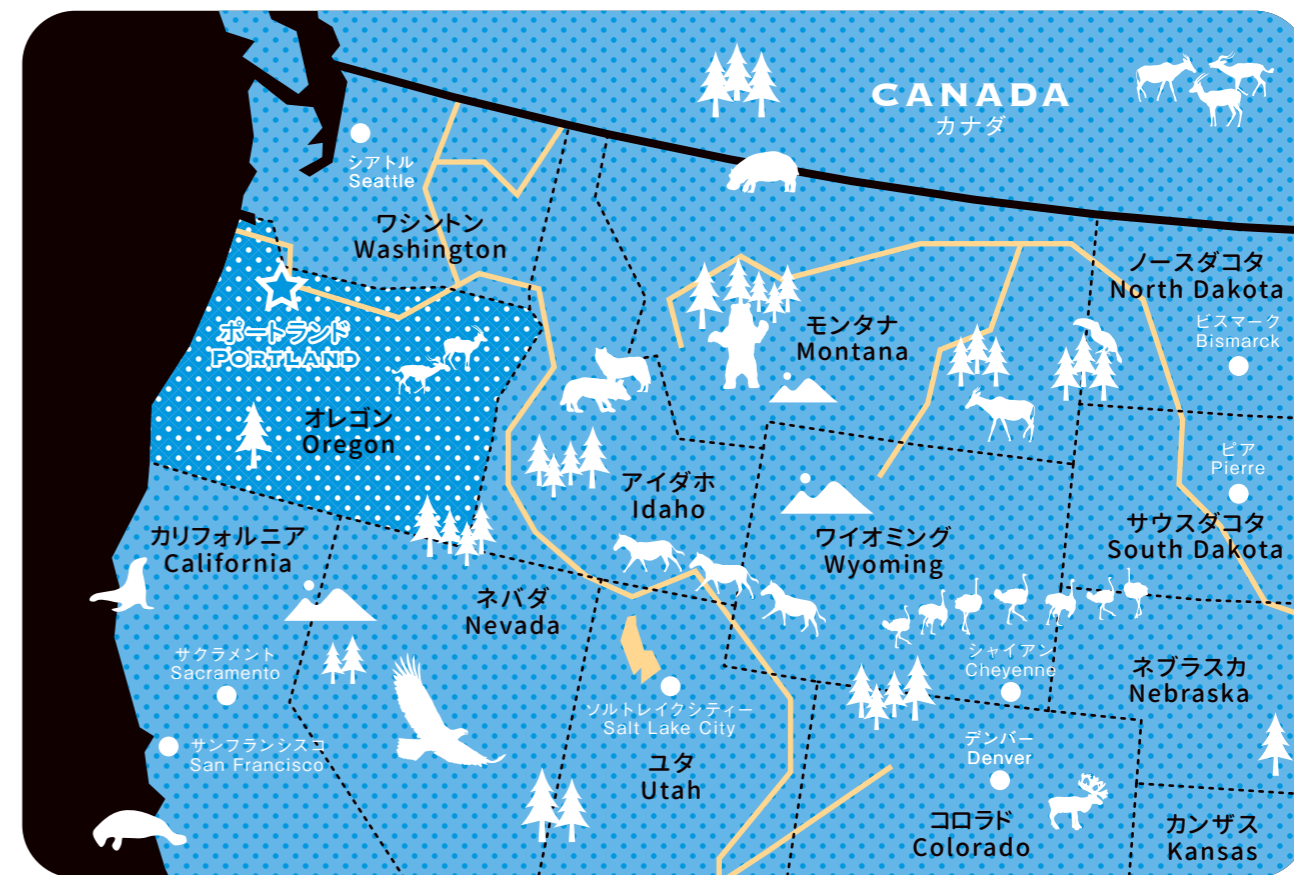 CANADA
カナダ
シアトル
Seattle
ワシントン
Washington
ノースダコタ
North Dakota
ビスマーク
Bismarck
ポートランド
PORTLAND
モンタナ
Montana
オレゴン
Oregon
ピア
Pierre
アイダホ
Idaho
サウスダコタ
South Dakota
ワイオミング
Wyoming
カリフォルニア
California
ネバダ
Nevada
サクラメント
Sacramento
シャイアン
Cheyenne
ネブラスカ
Nebraska
ソルトレイクシティー
Salt Lake City
サンフランシスコ
San Francisco
デンバー
Denver
ユタ
Utah
コロラド
Colorado
カンザス
Kansas